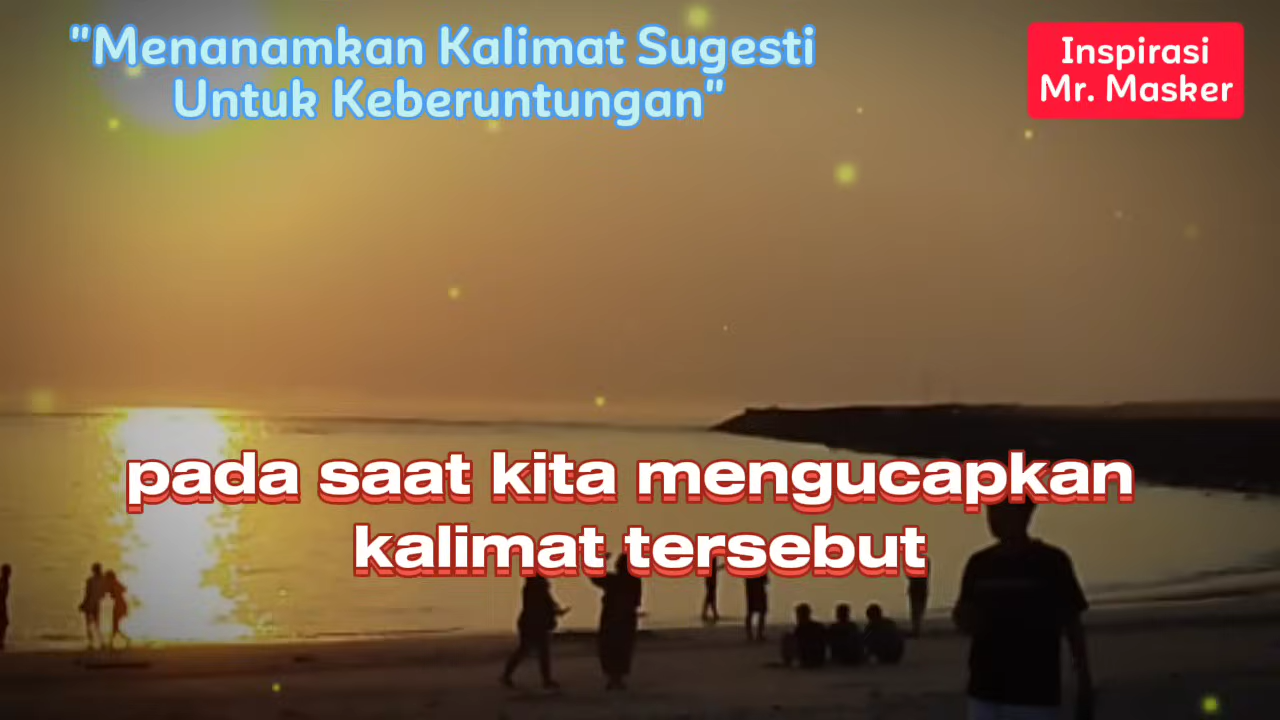 "Menanamkan Kalimat Sugesti
Untuk Keberuntungan"
Inspirasi
Mr. Masker
pada saat kita mengucapkan
kalimat tersebut